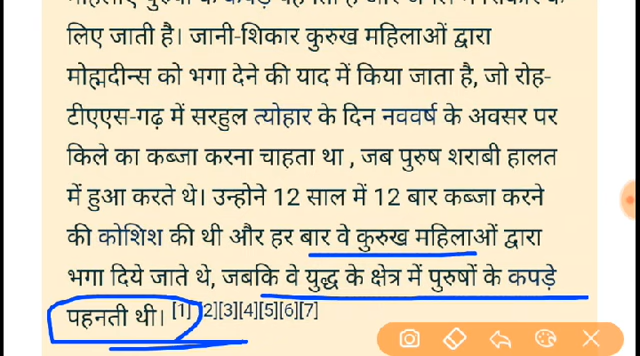 लिए जाती है। जानी-शिकार कुरुख महिलाओं द्वारा
मोह्मदीन्स को भगा देने की याद में किया जाता है, जो रोह-
टीएएस-गढ़ में सरहुल त्योहार के दिन नववर्ष के अवसर पर
किले का कब्जा करना चाहता था , जब पुरुष शराबी हालत
में हुआ करते थे। उन्होने 12 साल में 12 बार कब्जा करने
की कोशिश की थी और हर बार वे कुरुख महिलाओं द्वारा
भगा दिये जाते थे, जबकि वे युद्ध के क्षेत्र में पुरुषों के कपड़े
पहनती थी। [1][2][3][4][5][6][7]